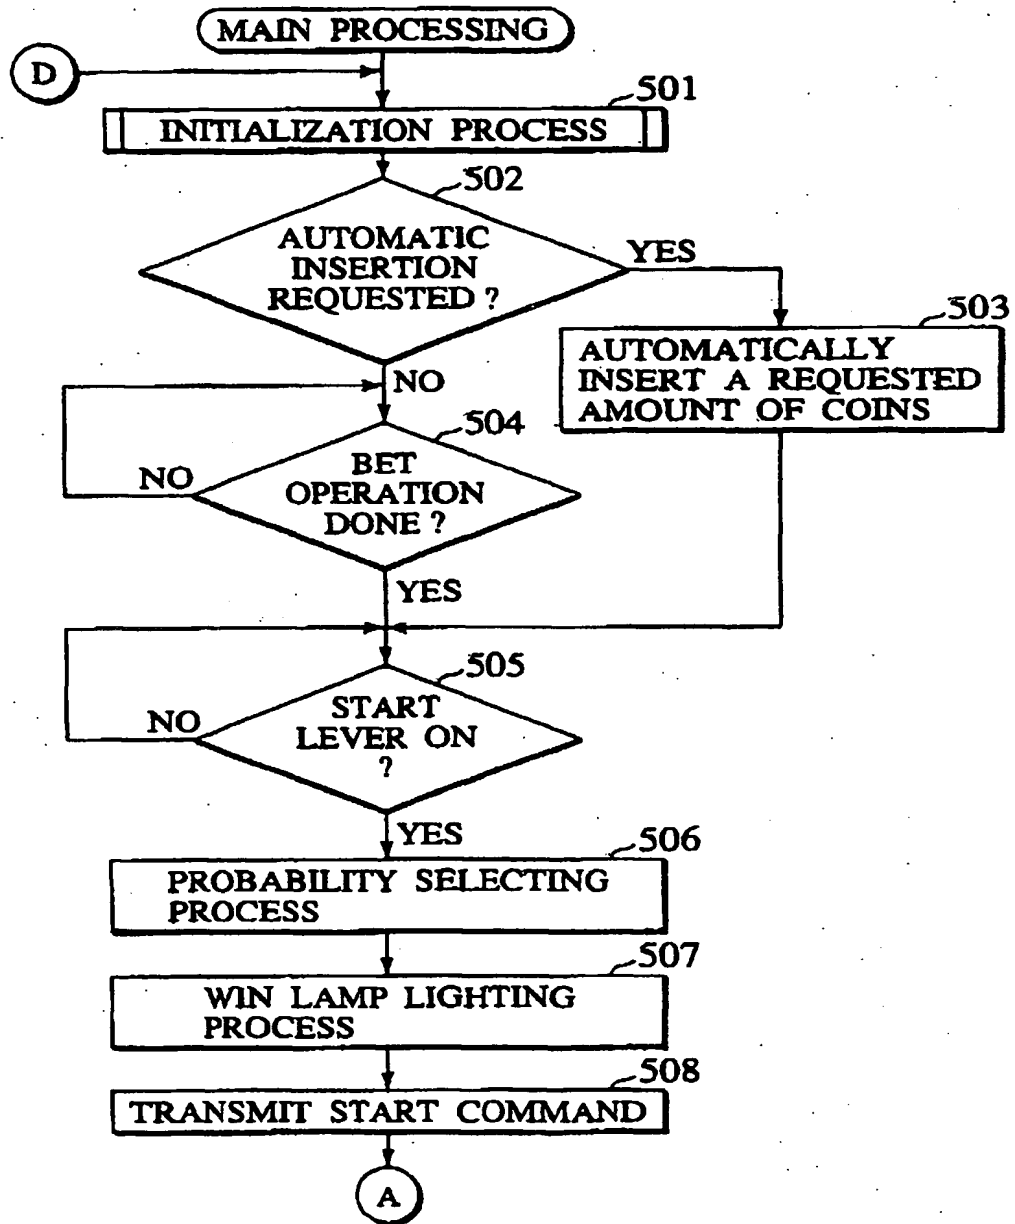 MAIN PROCESSING
D
501
INITIALIZATION PROCESS
502
AUTOMATIC
INSERTION
REQUESTED ?
YES
503
AUTOMATICALLY
INSERT A REQUESTED
AMOUNT OF COINS
NO
504
BET
OPERATION
DONE ?
NO
YES
505
START
LEVER ON
?
NO
YES
506
PROBABILITY SELECTING
PROCESS
507
WIN LAMP LIGHTING
PROCESS
508
TRANSMIT START COMMAND
A